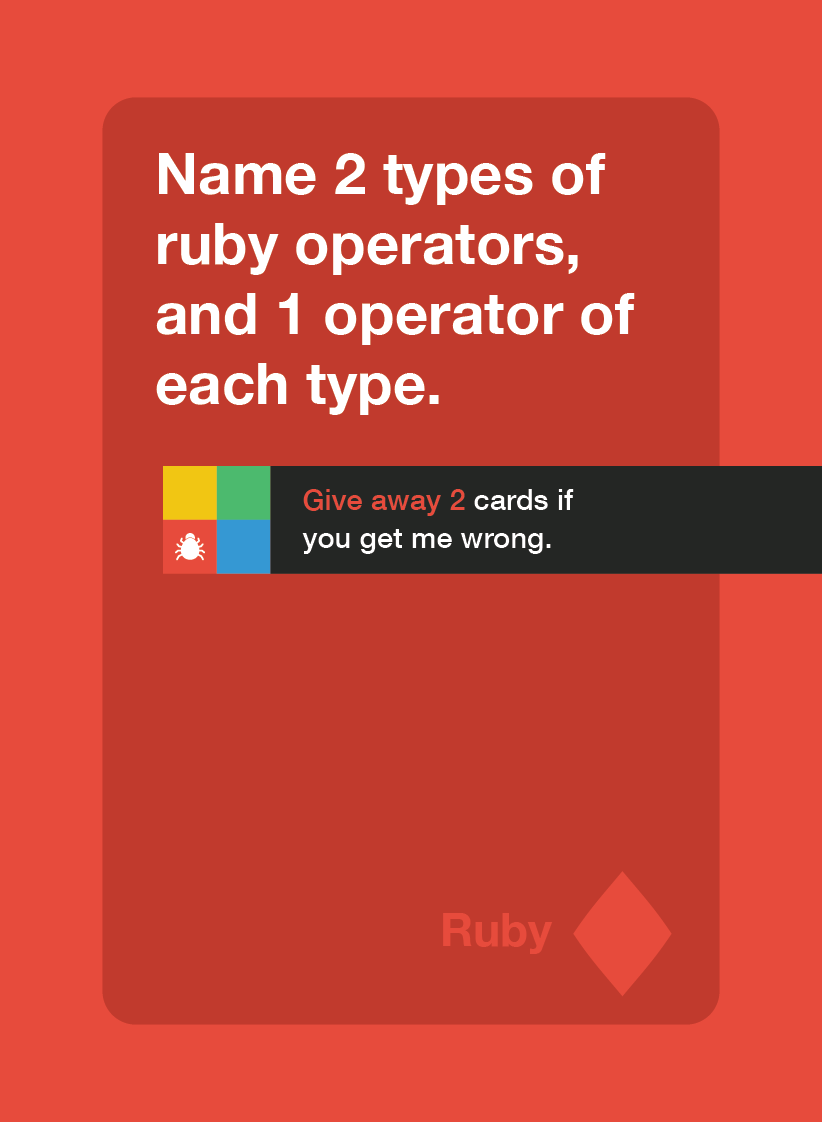 Name 2 types of
ruby operators,
and 1 operator of
each type.
Give away 2 cards if
you get me wrong.
Ruby